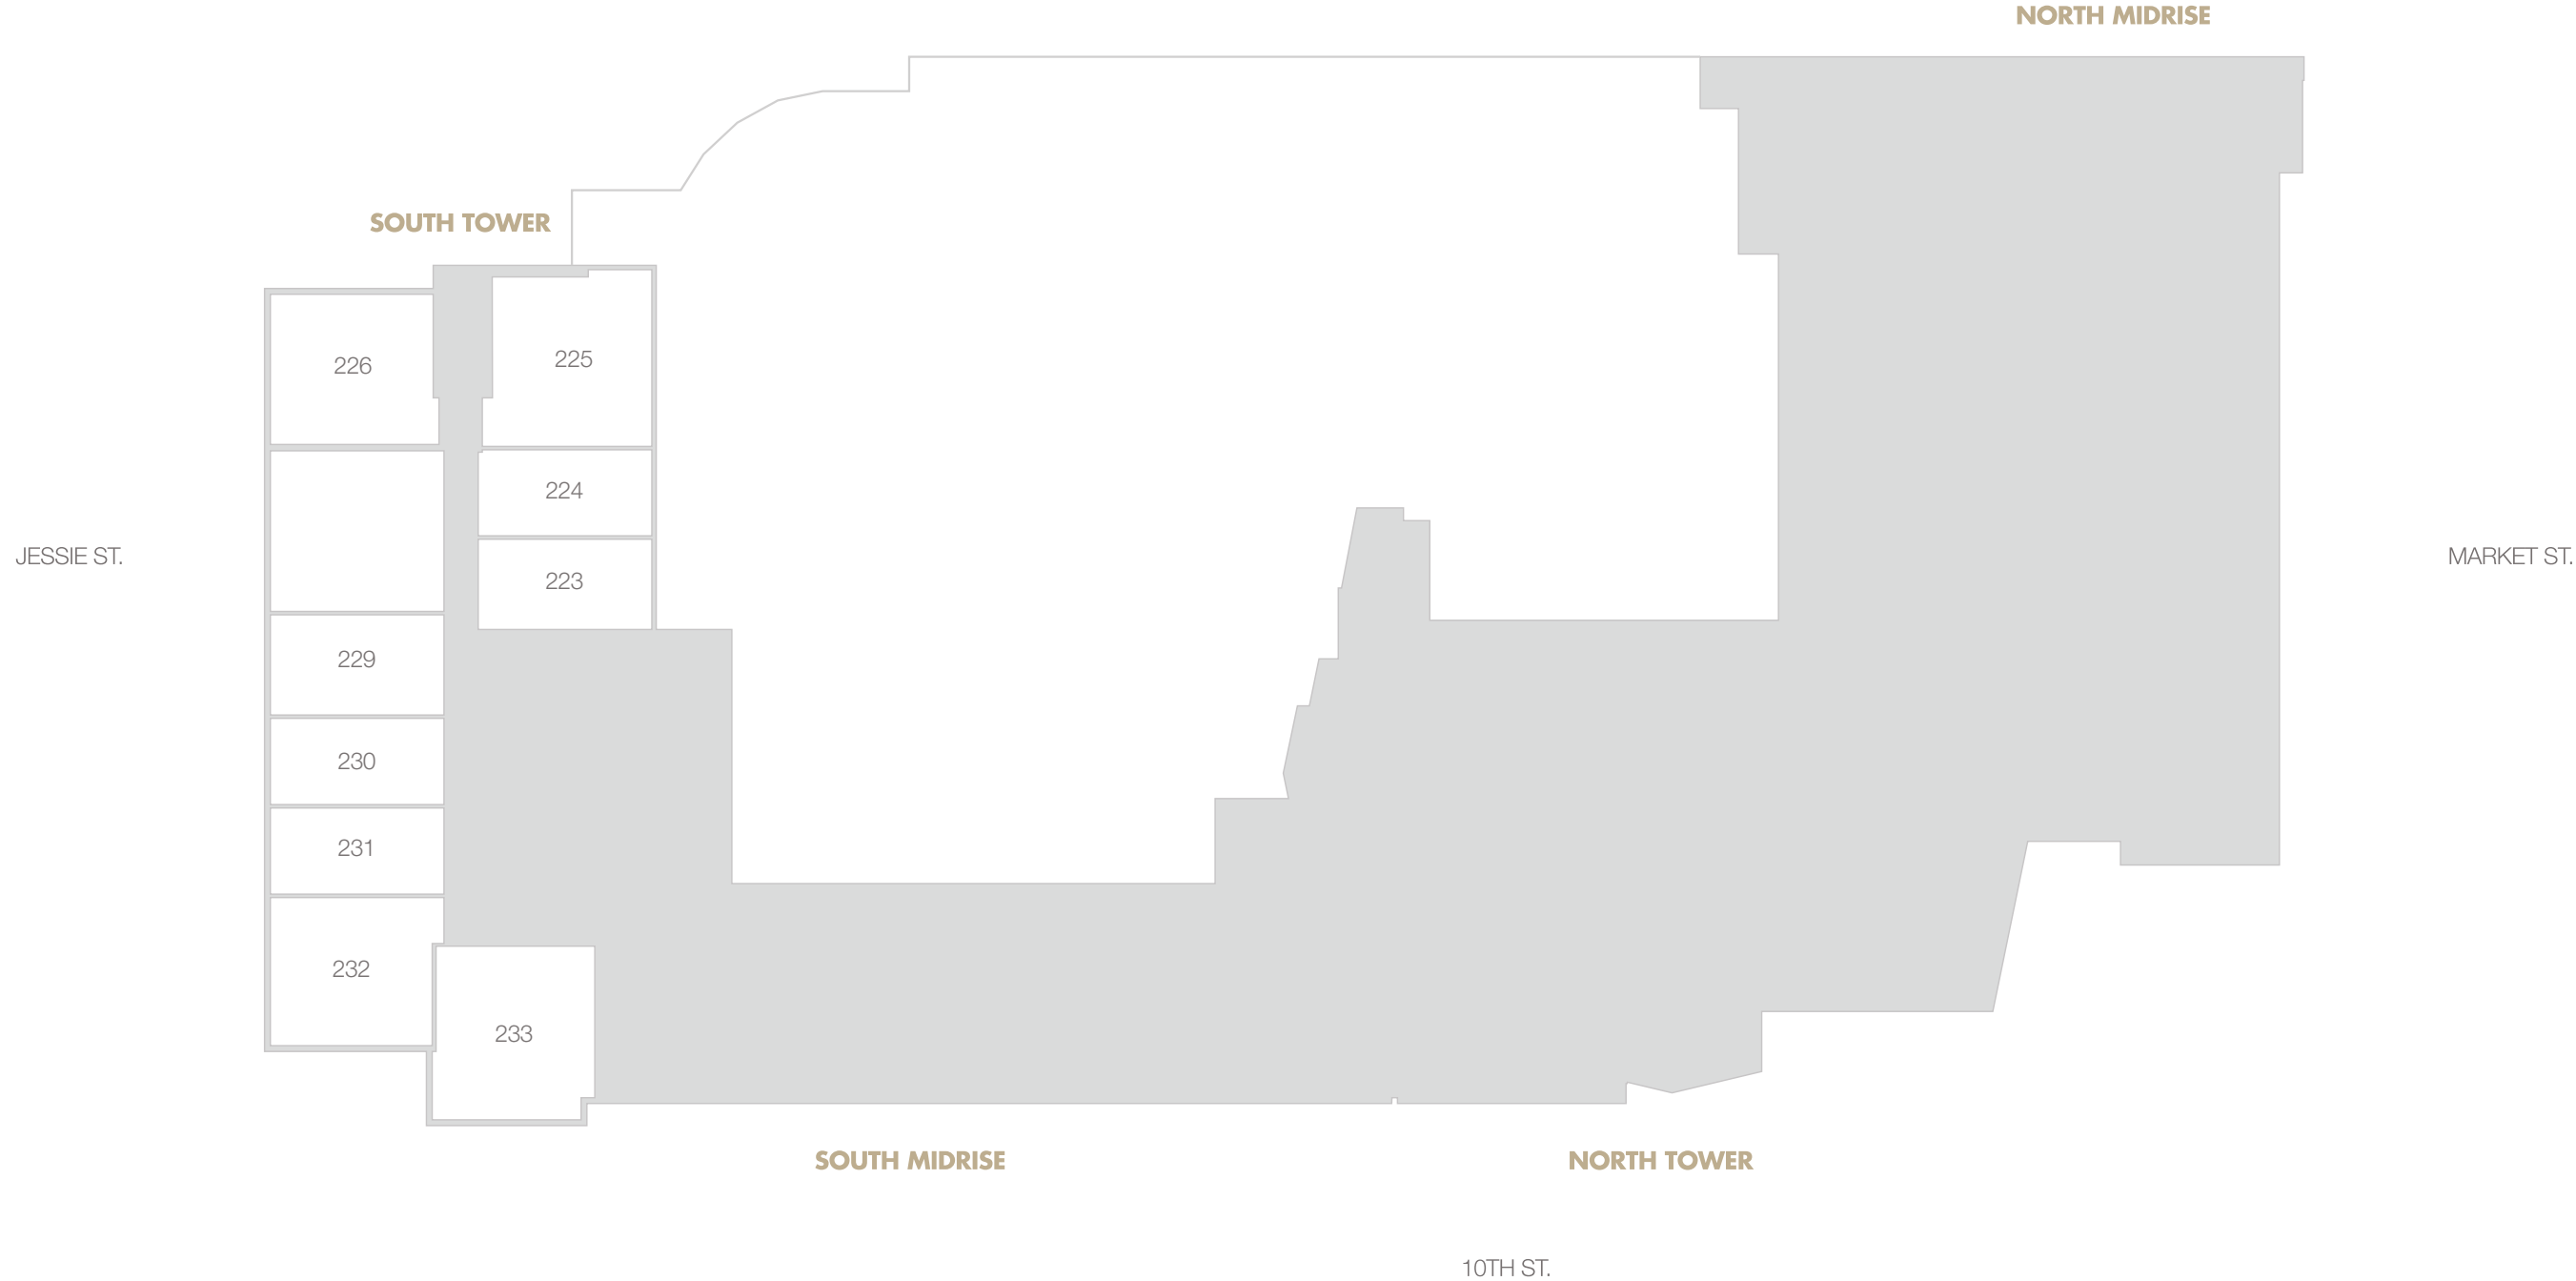 NORTH MIDRISE
SOUTH TOWER
226
225
224
JESSIE ST.
MARKET ST.
223
229
230
231
232
233
SOUTH MIDRISE
NORTH TOWER
10TH ST.